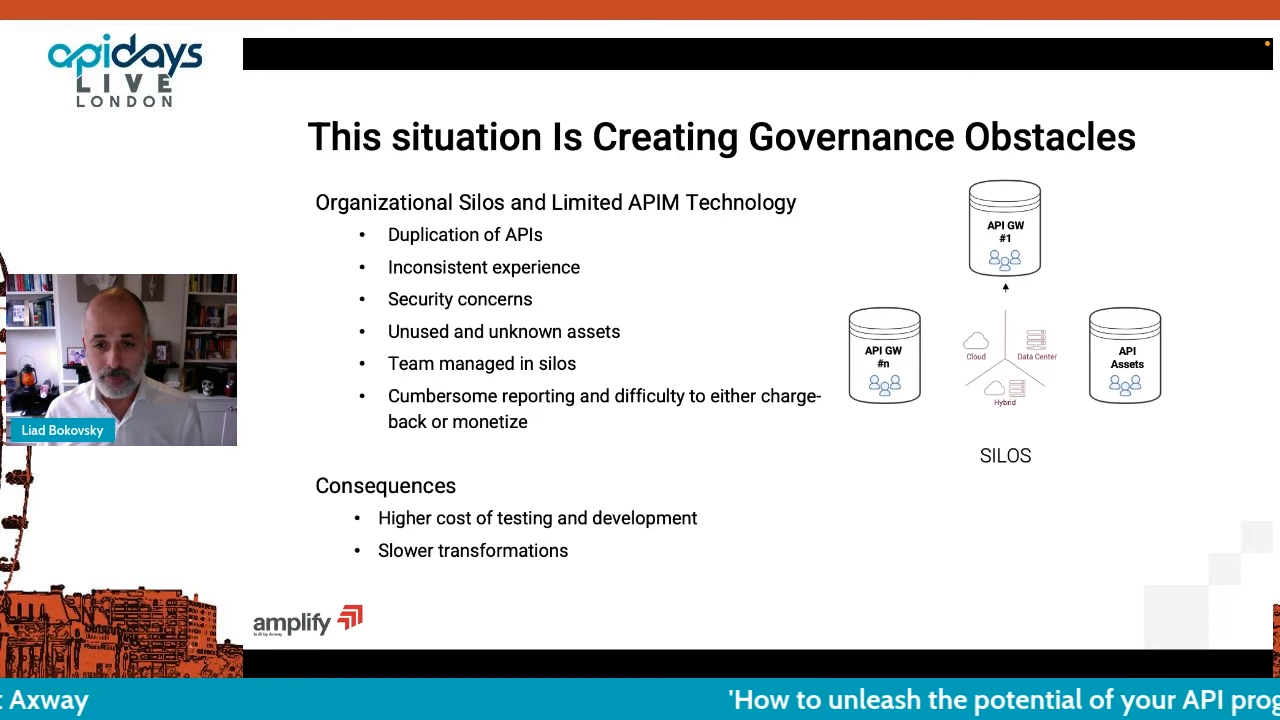 apidays
LIVE
LONDON
This situation Is Creating Governance Obstacles
Organizational Silos and Limited APIM Technology
• Duplication of APIs
• Inconsistent experience
• Security concerns
• Unused and unknown assets
• Team managed in silos
• Cumbersome reporting and difficulty to either charge-
back or monetize
Consequences
• Higher cost of testing and development
• Slower transformations
API GW
#1
API GW
#n
Cloud
Data Center
Hybrid
API
Assets
SILOS
Liad Bokovsky
amplify
built by Axway
: Axway
'How to unleash the potential of your API prog